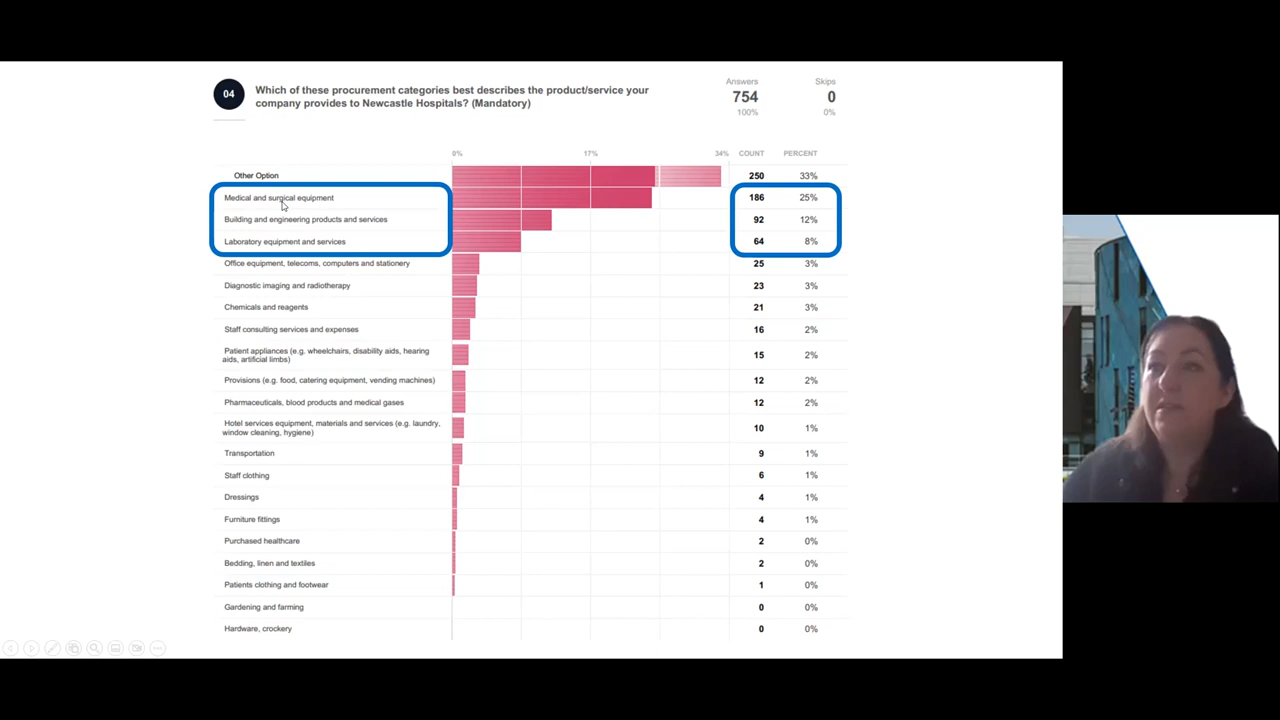 04
Which of these procurement categories best describes the product/service your
company provides to Newcastle Hospitals? (Mandatory)
Answers Skips
754 0
100% 0%
0% 17% 34% COUNT PERCENT
Other Option 250 33%
Medical and surgical equipment 186 25%
Building and engineering products and services 92 12%
Laboratory equipment and services 64 8%
Office equipment, telecoms, computers and stationery 25 3%
Diagnostic imaging and radiotherapy 23 3%
Chemicals and reagents 21 3%
Staff consulting services and expenses 16 2%
Patient appliances (e.g. wheelchairs, disability aids, hearing
aids, artificial limbs) 15 2%
Provisions (e.g. food, catering equipment, vending machines) 12 2%
Pharmaceuticals, blood products and medical gases 12 2%
Hotel services equipment, materials and services (e.g. laundry,
window cleaning, hygiene) 10 1%
Transportation 9 1%
Staff clothing 6 1%
Dressings 4 1%
Furniture fittings 4 1%
Purchased healthcare 2 0%
Bedding, linen and textiles 2 0%
Patients clothing and footwear 1 0%
Gardening and farming 0 0%
Hardware, crockery 0 0%